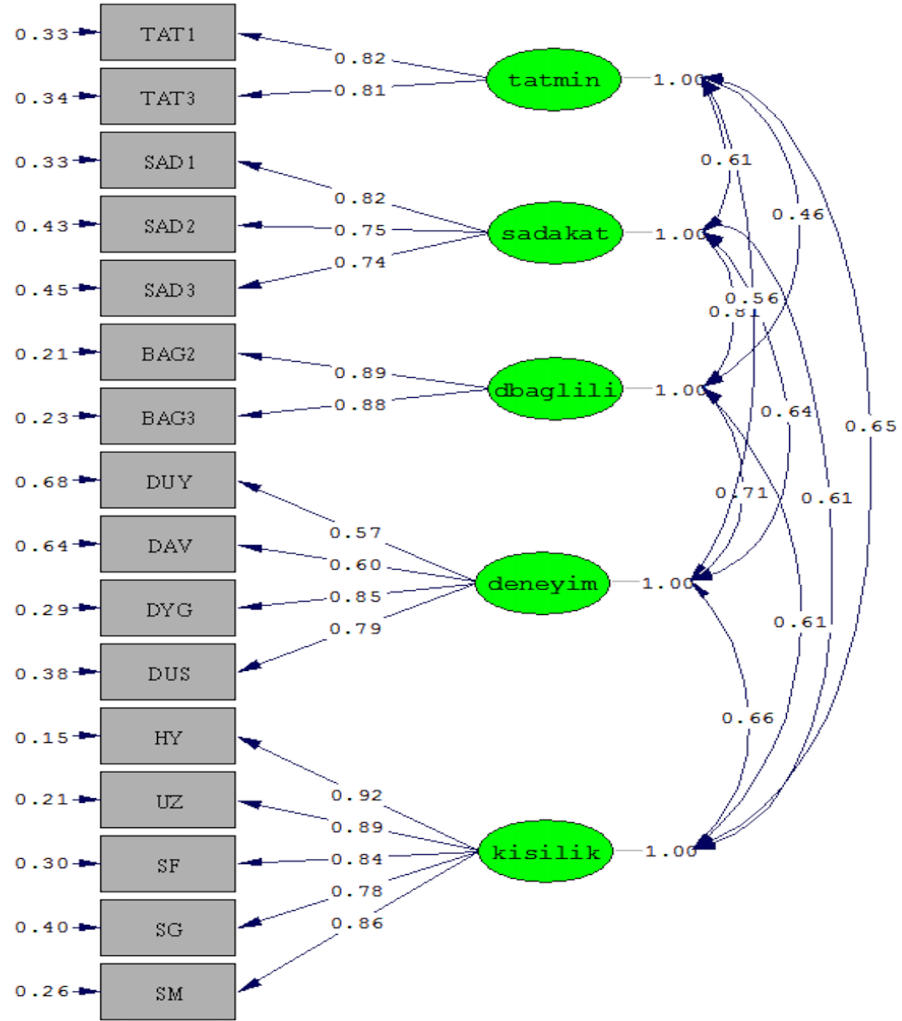 0.33 TAT1
0.82
tatmin 1.00
0.81
0.34 TAT3
0.33 SAD1
0.61
0.82
0.46
0.43 SAD2
0.75
sadakat 1.00
0.74
0.45 SAD3
0.56
0.81
0.21 BAG2
0.89
dbaglili 1.00
0.88
0.23 BAG3
0.64
0.65
0.68 DUY
0.71
0.61
0.57
0.64 DAV
0.60
deneyim 1.00
0.85
0.29 DYG
0.61
0.79
0.38 DUS
0.66
0.15 HY
0.92
0.21 UZ
0.89
kisilik 1.00
0.84
0.30 SF
0.78
0.40 SG
0.86
0.26 SM